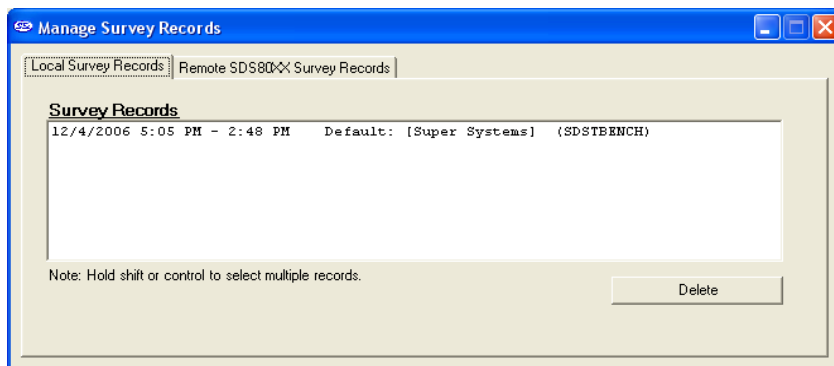 Manage Survey Records
Local Survey Records Remote SDS80XX Survey Records
Survey Records
12/4/2006 5:05 PM - 2:48 PM Default: [Super Systems] (SDSTBENCH)
Note: Hold shift or control to select multiple records.
Delete